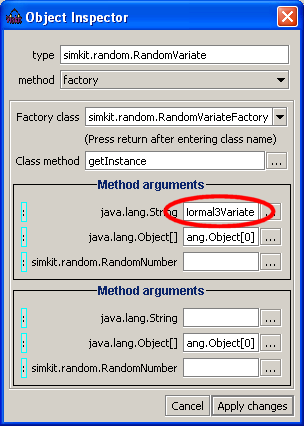 Object Inspector
type simkit.random.RandomVariate
method factory
Factory class simkit.random.RandomVariateFactory
(Press return after entering class name)
Class method getInstance ...
Method arguments
: java.lang.String lormal3Variate ...
: java.lang.Object[] ang.Object[0] ...
: simkit.random.RandomNumber ...
Method arguments
: java.lang.String ...
: java.lang.Object[] ang.Object[0] ...
: simkit.random.RandomNumber ...
Cancel Apply changes